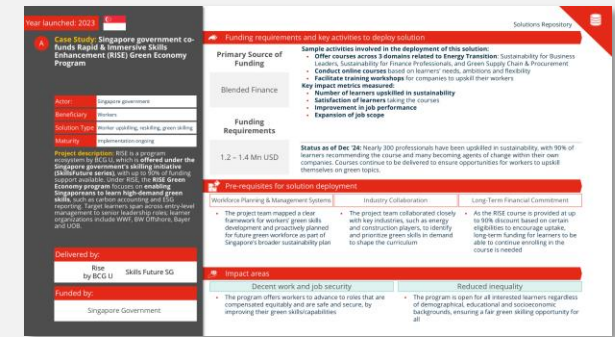 Year launched: 2023
Solutions Repository
A
Case Study: Singapore government co-
funds Rapid & Immersive Skills
Enhancement (RISE) Green Economy
Program
Actor:
Singapore government
Beneficiary
Workers
Solution Type
Worker upskilling, reskilling, green skilling
Maturity
Implementation ongoing
Project description: RISE is a program
ecosystem by BCG U, which is offered under the
Singapore government's skilling initiative
(SkillsFuture series), with up to 90% of funding
support available. Under RISE, the RISE Green
Economy program focuses on enabling
Singaporeans to learn high-demand green
skills, such as carbon accounting and ESG
reporting. Target learners span across entry-level
management to senior leadership roles; learner
organizations include WWF, BW Offshore, Bayer
and UOB.
Delivered by:
Rise
by BCG U
Skills Future SG
Funded by:
Singapore Government
Funding requirements and key activities to deploy solution
Primary Source of
Funding
Blended Finance
Funding
Requirements
1.2 – 1.4 Mn USD
Sample activities involved in the deployment of this solution:
• Offer courses across 3 domains related to Energy Transition: Sustainability for Business
Leaders, Sustainability for Finance Professionals, and Green Supply Chain & Procurement
• Conduct online courses based on learners' needs, ambitions and flexibility
• Facilitate training workshops for companies to upskill their workers
Key impact metrics measured:
• Number of learners upskilled in sustainability
• Satisfaction of learners taking the courses
• Improvement in job performance
• Expansion of job scope
Status as of Dec '24: Nearly 300 professionals have been upskilled in sustainability, with 90% of
learners recommending the course and many becoming agents of change within their own
companies. Courses continue to be delivered to ensure opportunities for workers to upskill
themselves on green topics.
Pre-requisites for solution deployment
Workforce Planning & Management Systems
Industry Collaboration
Long-Term Financial Commitment
• The project team mapped a clear
framework for workers' green skills
development and proactively planned
for future green workforce as part of
Singapore's broader sustainability plan
• The project team collaborated closely
with key industries, such as energy
and construction players, to identify
and prioritize green skills in demand
to shape the curriculum
• As the RISE course is provided at up
to 90% discount based on certain
eligibilities to encourage uptake,
long-term funding for learners to be
able to continue enrolling in the
course is needed
Impact areas
Decent work and job security
Reduced inequality
• The program offers workers to advance to roles that are
compensated equitably and are safe and secure, by
improving their green skills/capabilities
• The program is open for all interested learners regardless
of demographic, educational and socioeconomic
backgrounds, ensuring a fair green skilling opportunity for
all